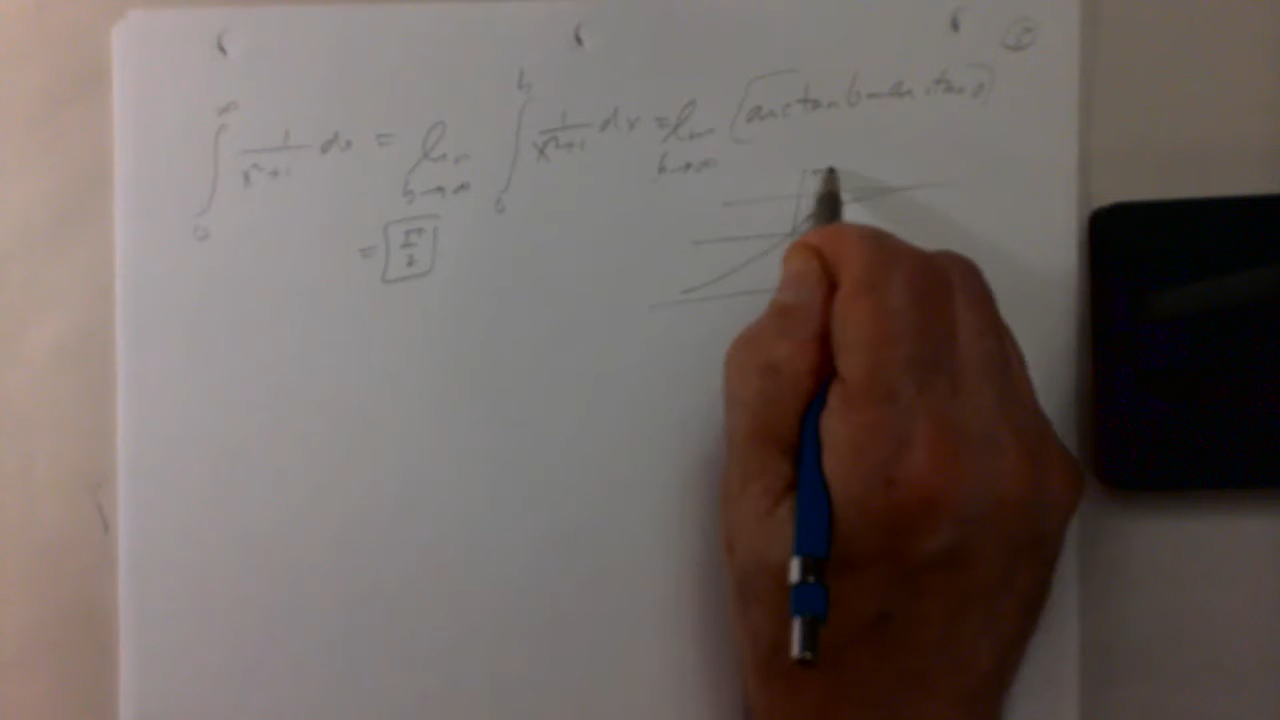 ∫₀^∞ 1/(x²+1) dx = lim_{b→∞} ∫₀^b 1/(x²+1) dx = lim_{b→∞} [arctan b - arctan 0]
= π/2